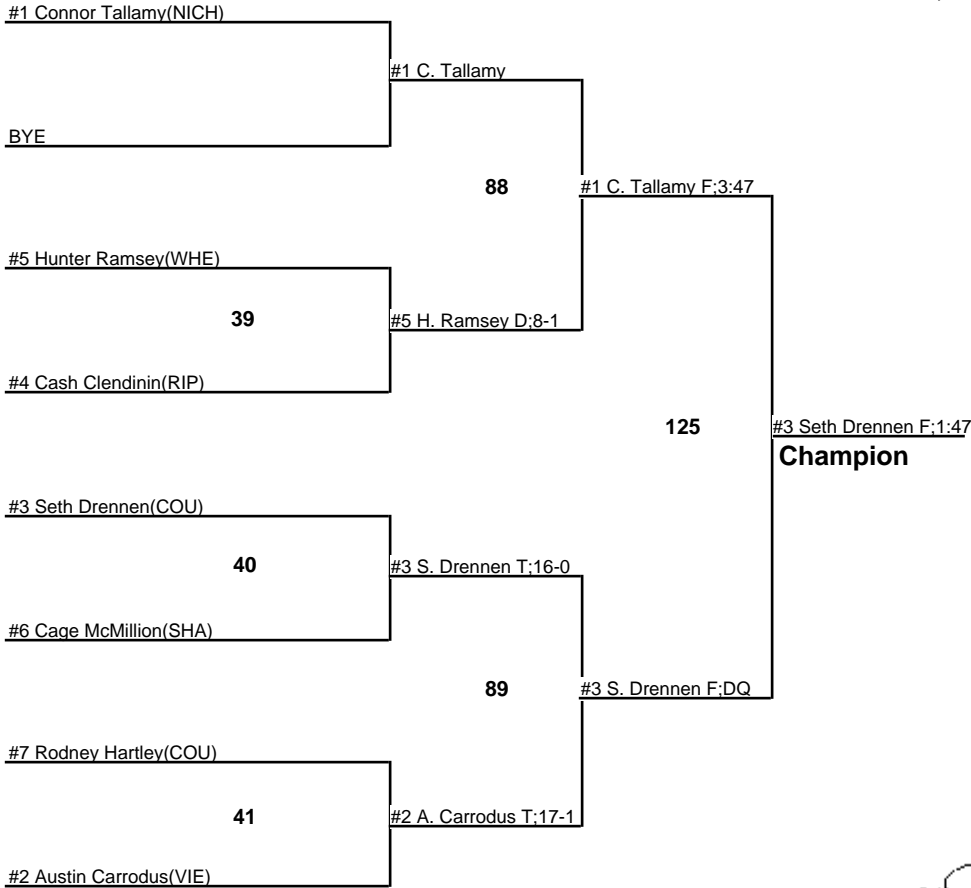 #1 Connor Tallamy(NICH)
#1 C. Tallamy
BYE
88
#1 C. Tallamy F;3:47
#5 Hunter Ramsey(WHE)
39
#5 H. Ramsey D;8-1
#4 Cash Clendinin(RIP)
125
#3 Seth Drennen F;1:47
Champion
#3 Seth Drennen(COU)
40
#3 S. Drennen T;16-0
#6 Cage McMillion(SHA)
89
#3 S. Drennen F;DQ
#7 Rodney Hartley(COU)
41
#2 A. Carrodus T;17-1
#2 Austin Carrodus(VIE)